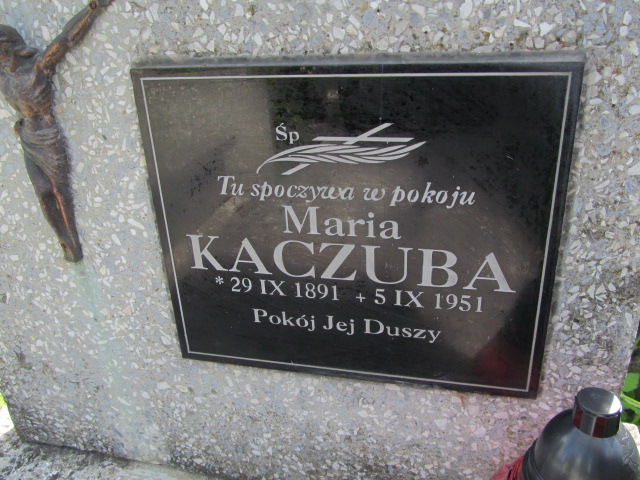 Śp
Tu spoczywa w pokoju
Maria
KACZUBA
* 29 IX 1891 + 5 IX 1951
Pokój Jej Duszy